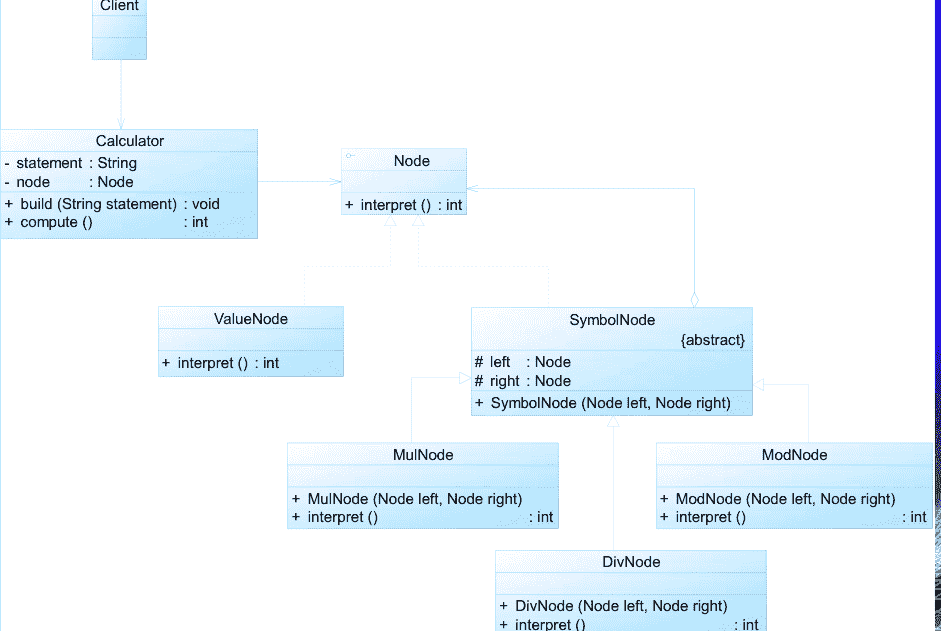 Client
Calculator
- statement : String
- node : Node
+ build (String statement) : void
+ compute () : int
Node
+ interpret () : int
ValueNode
+ interpret () : int
SymbolNode
{abstract}
# left : Node
# right : Node
+ SymbolNode (Node left, Node right)
MulNode
+ MulNode (Node left, Node right)
+ interpret () : int
ModNode
+ ModNode (Node left, Node right)
+ interpret () : int
DivNode
+ DivNode (Node left, Node right)
+ interpret () : int